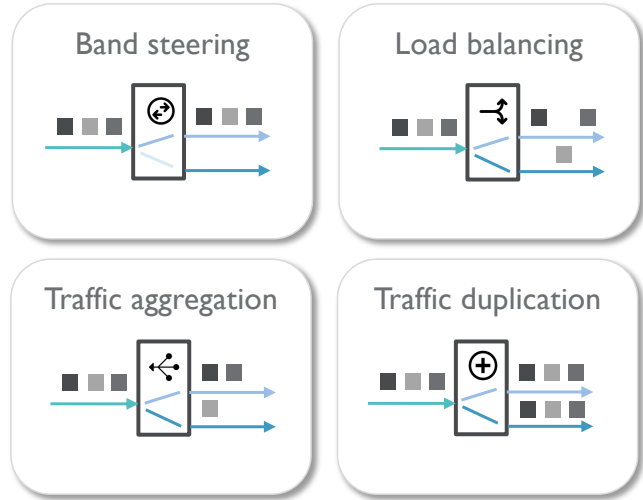 Band steering
Load balancing
Traffic aggregation
Traffic duplication